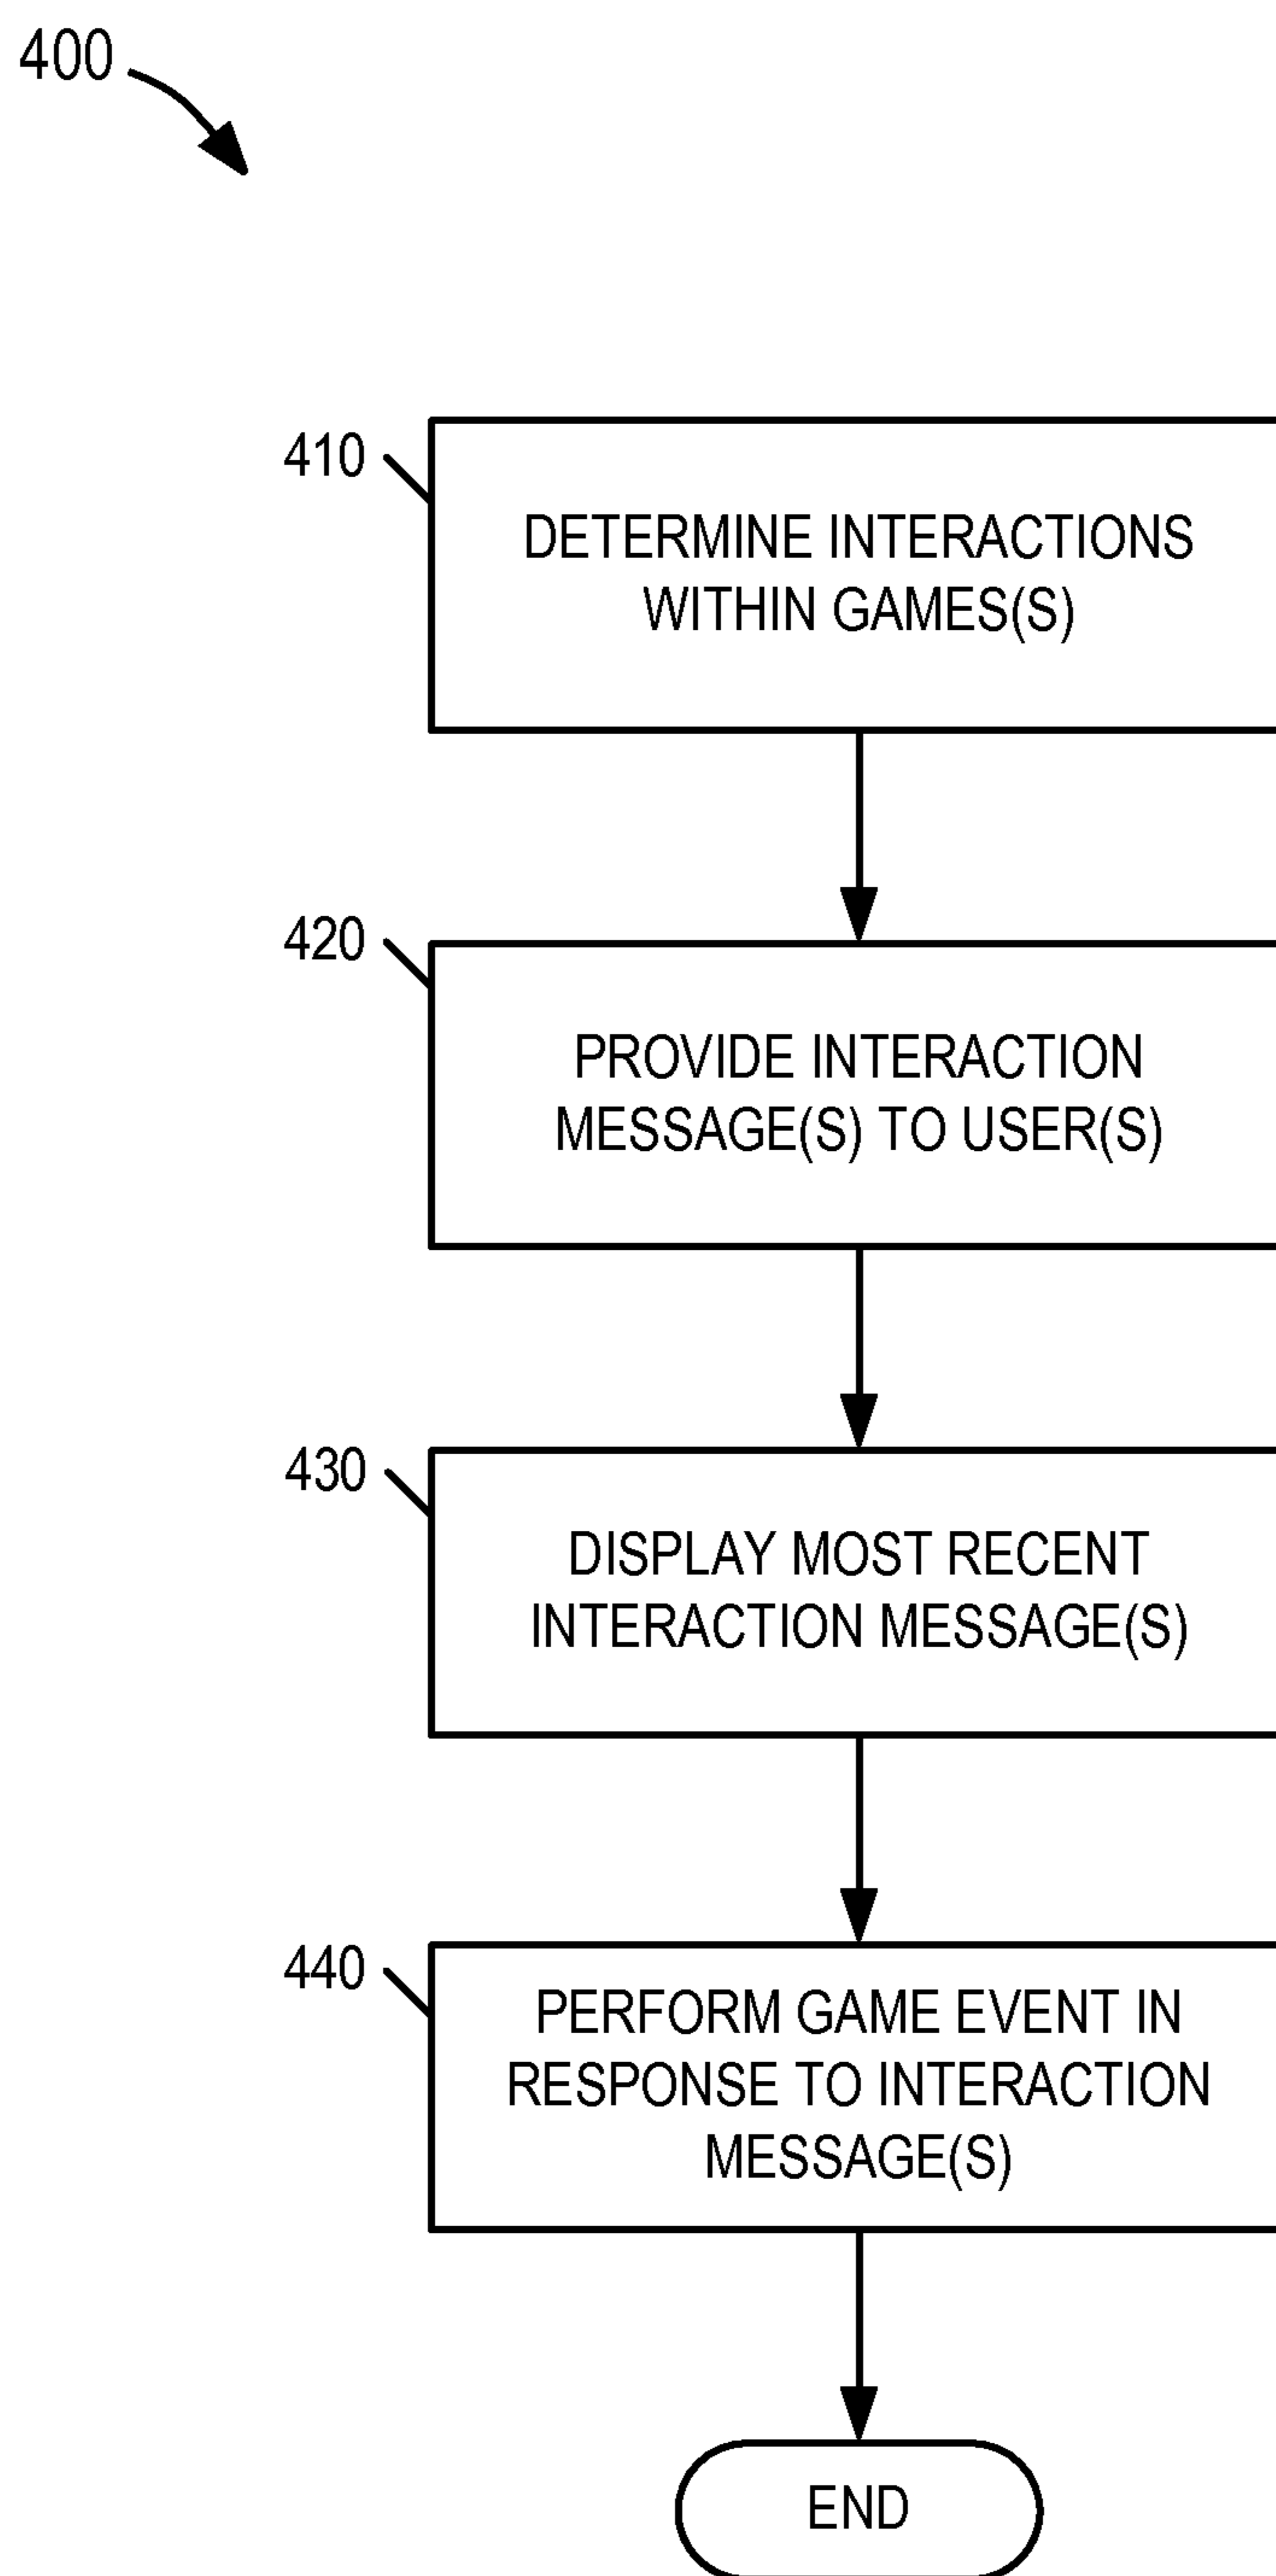 400
410
DETERMINE INTERACTIONS
WITHIN GAMES(S)
420
PROVIDE INTERACTION
MESSAGE(S) TO USER(S)
430
DISPLAY MOST RECENT
INTERACTION MESSAGE(S)
440
PERFORM GAME EVENT IN
RESPONSE TO INTERACTION
MESSAGE(S)
END